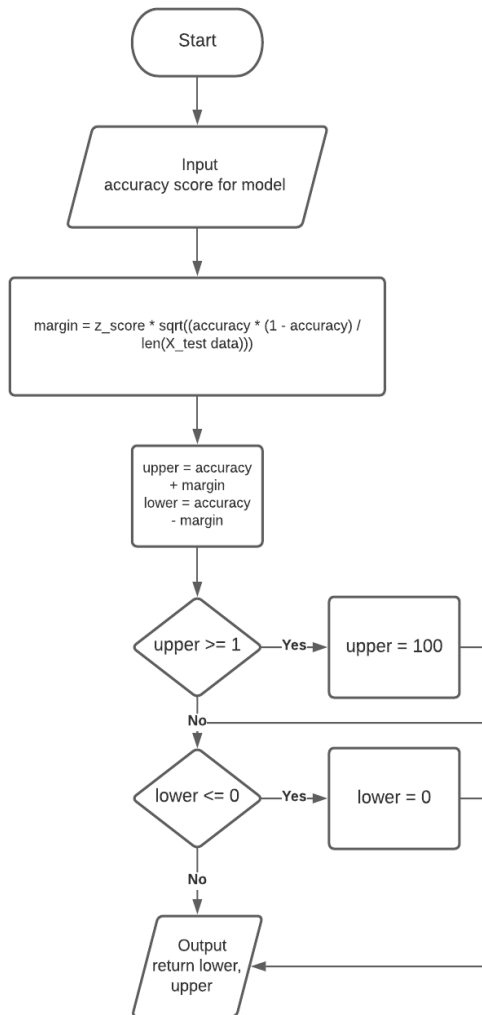 Start
Input
accuracy score for model
margin = z_score * sqrt((accuracy * (1 - accuracy) /
len(X_test data)))
upper = accuracy
+ margin
lower = accuracy
- margin
upper >= 1
Yes
upper = 100
No
lower <= 0
Yes
lower = 0
No
Output
return lower,
upper